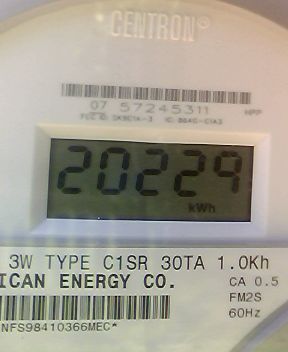 CENTRON®
07 57245311 HPP
20229
kWh
3W TYPE C1SR 30TA 1.0Kh
ICAN ENERGY CO. CA 0.5
FM2S
60Hz
NFS98410366MEC*